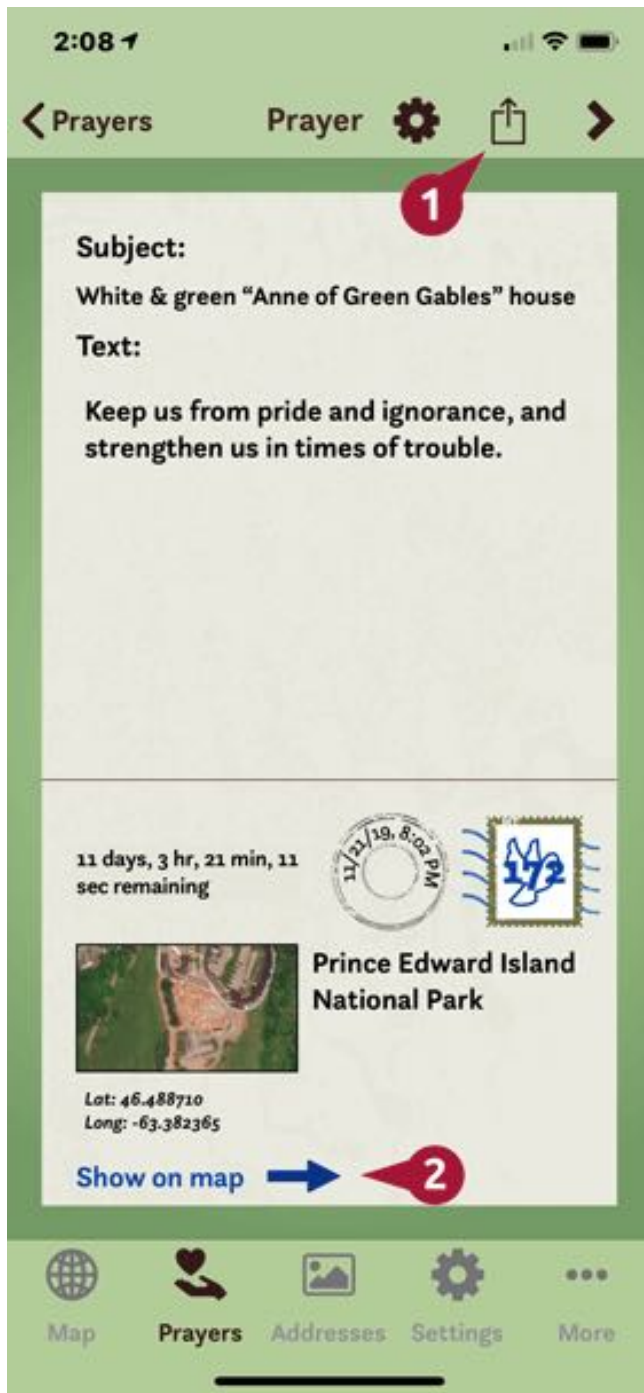 2:08
Prayers
Prayer
1
Subject:
White & green “Anne of Green Gables” house
Text:
Keep us from pride and ignorance, and
strengthen us in times of trouble.
11 days, 3 hr, 21 min, 11
sec remaining
11/21/19, 8:02 PM
172
Prince Edward Island
National Park
Lat: 46.488710
Long: -63.382365
Show on map
2
Map
Prayers
Addresses
Settings
More